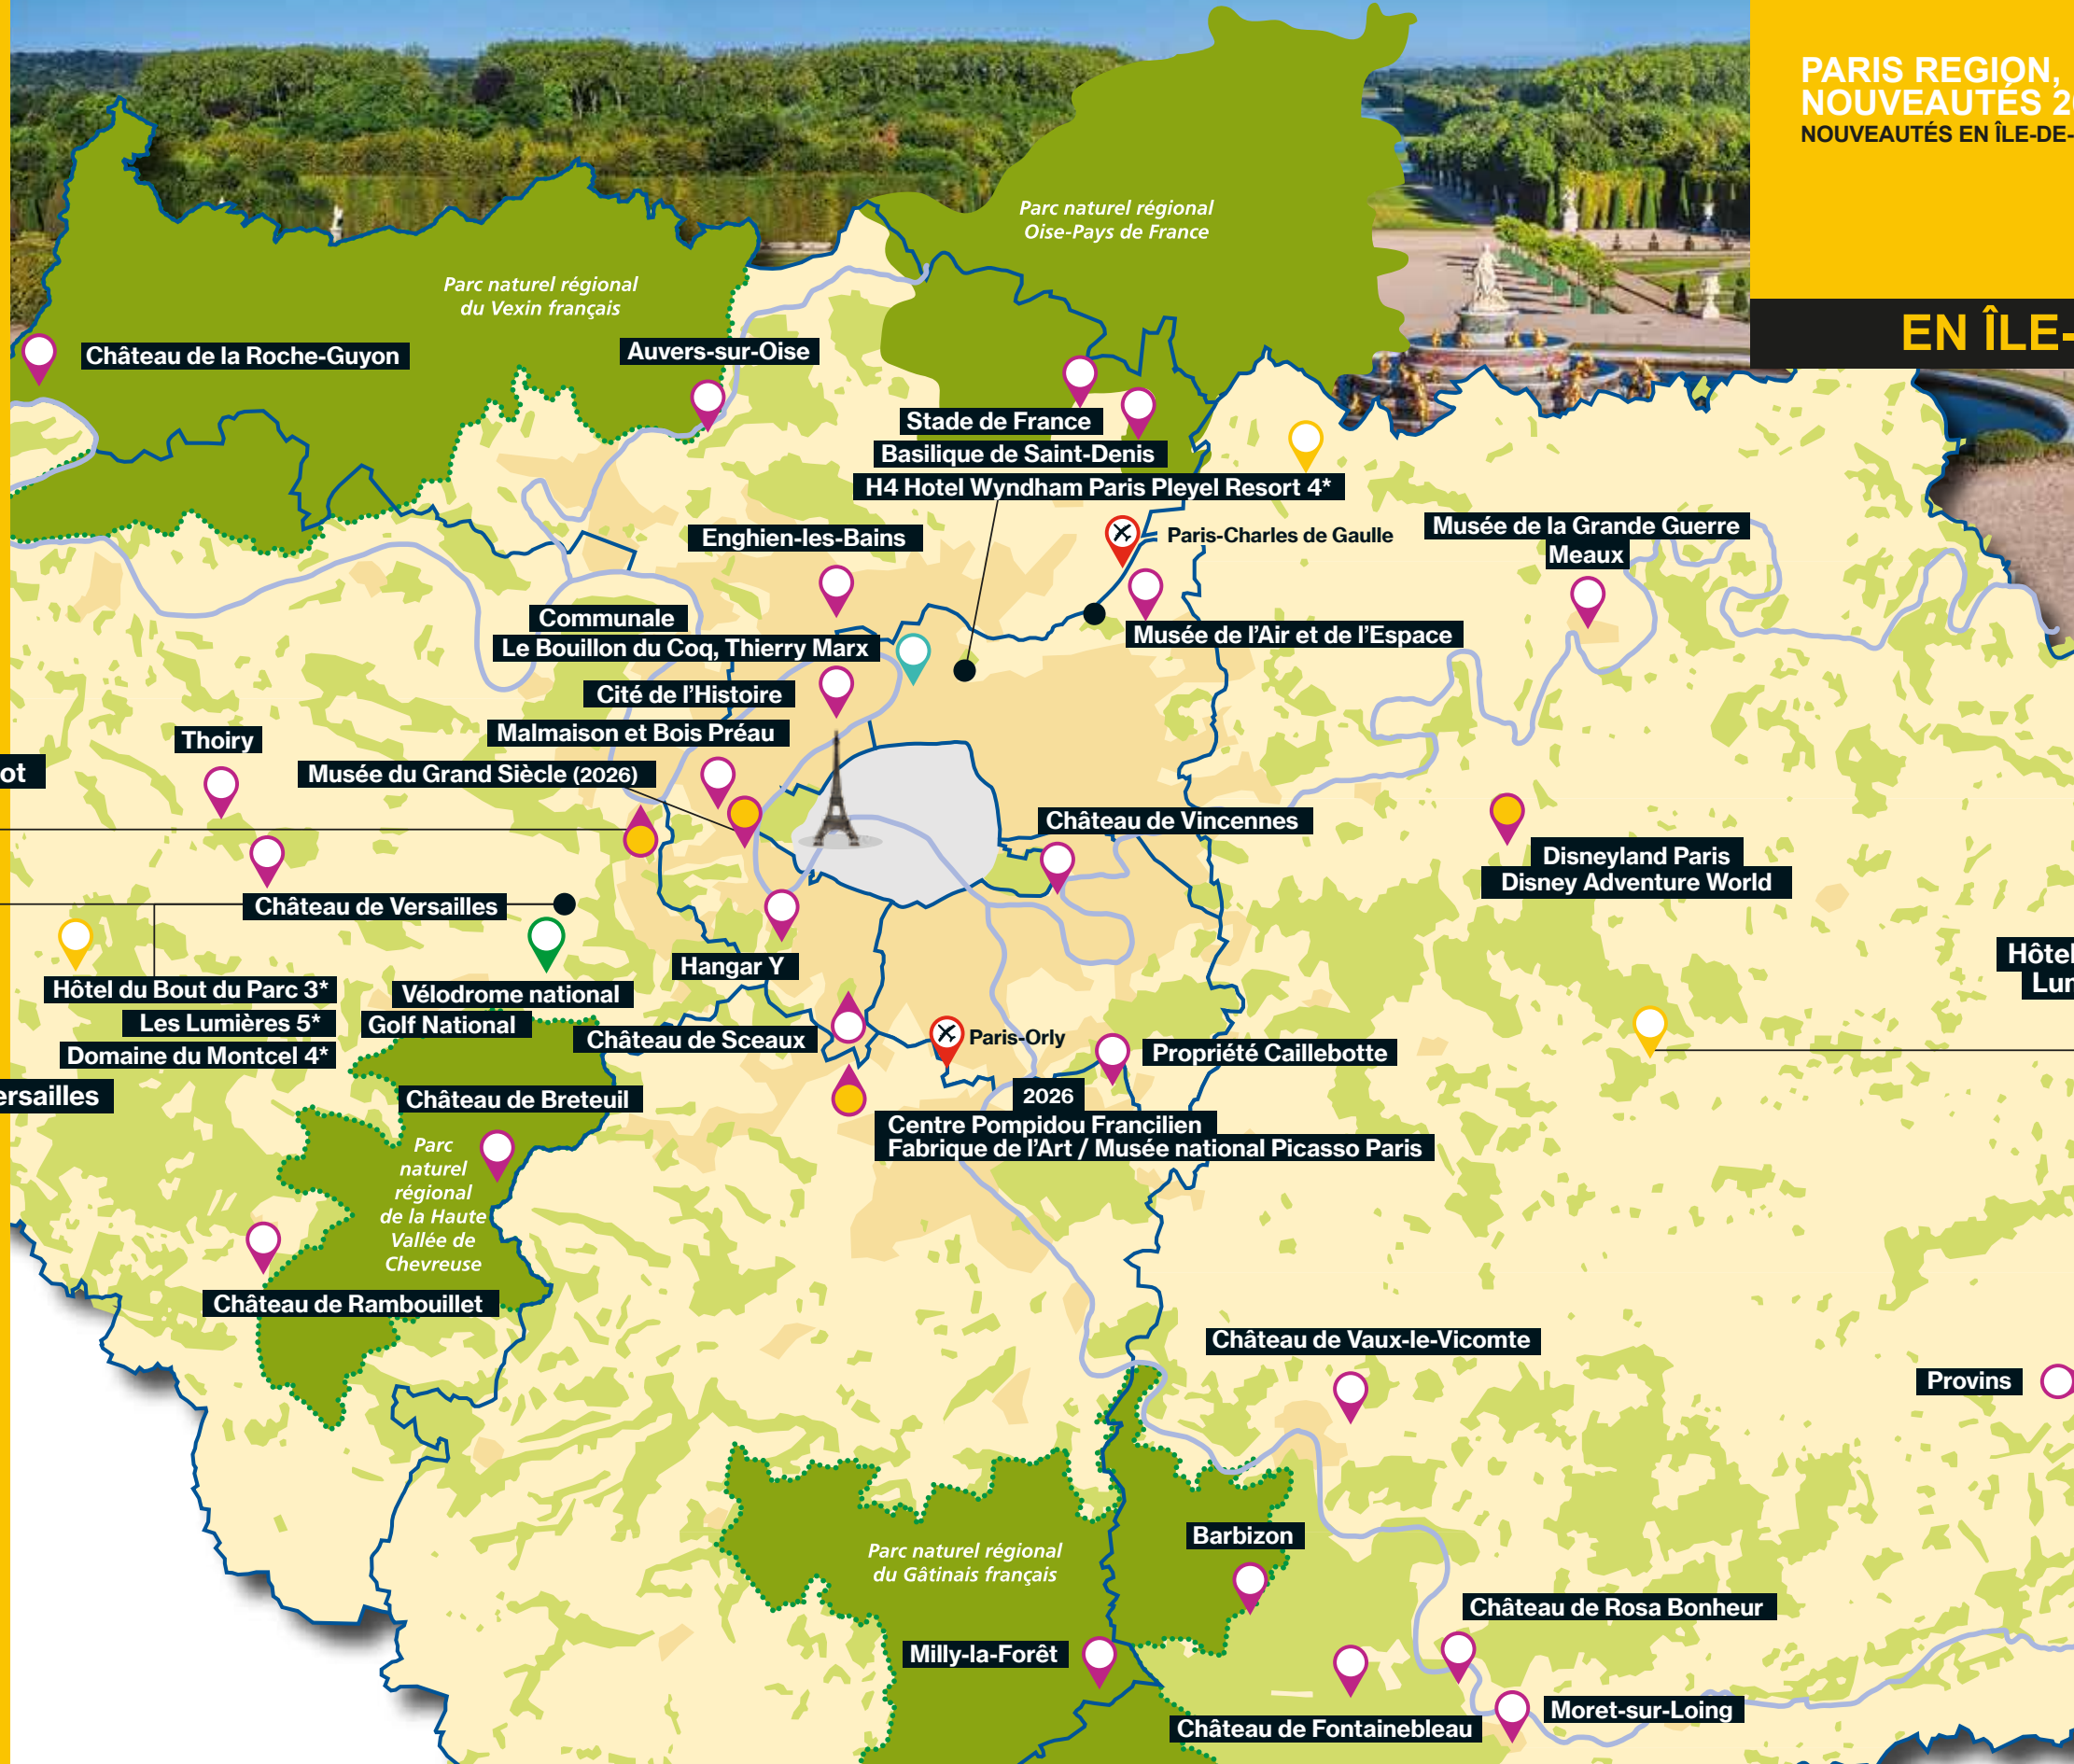 PARIS REGION,
NOUVEAUTÉS
NOUVEAUTÉS EN ÎLE-DE-
EN ÎLE-
Parc naturel régional
Oise-Pays de France
Parc naturel régional
du Vexin français
Château de la Roche-Guyon
Auvers-sur-Oise
Stade de France
Basilique de Saint-Denis
H4 Hotel Wyndham Paris Pleyel Resort 4*
Enghien-les-Bains
Paris-Charles de Gaulle
Musée de la Grande Guerre
Meaux
Communale
Le Bouillon du Coq, Thierry Marx
Musée de l'Air et de l'Espace
Cité de l'Histoire
Malmaison et Bois Préau
Thoiry
ot
Musée du Grand Siècle (2026)
Château de Vincennes
Disneyland Paris
Disney Adventure World
Château de Versailles
Hangar Y
Hôtel
Hôtel du Bout du Parc 3*
Les Lumières 5*
Domaine du Montcel 4*
Vélodrome national
Golf National
Château de Sceaux
Paris-Orly
Propriété Caillebotte
ersailles
Château de Breteuil
2026
Centre Pompidou Francilien
Fabrique de l'Art / Musée national Picasso Paris
Parc
naturel
régional
de la Haute
Vallée de
Chevreuse
Château de Rambouillet
Château de Vaux-le-Vicomte
Provins
Parc naturel régional
du Gâtinais français
Barbizon
Château de Rosa Bonheur
Milly-la-Forêt
Château de Fontainebleau
Moret-sur-Loing